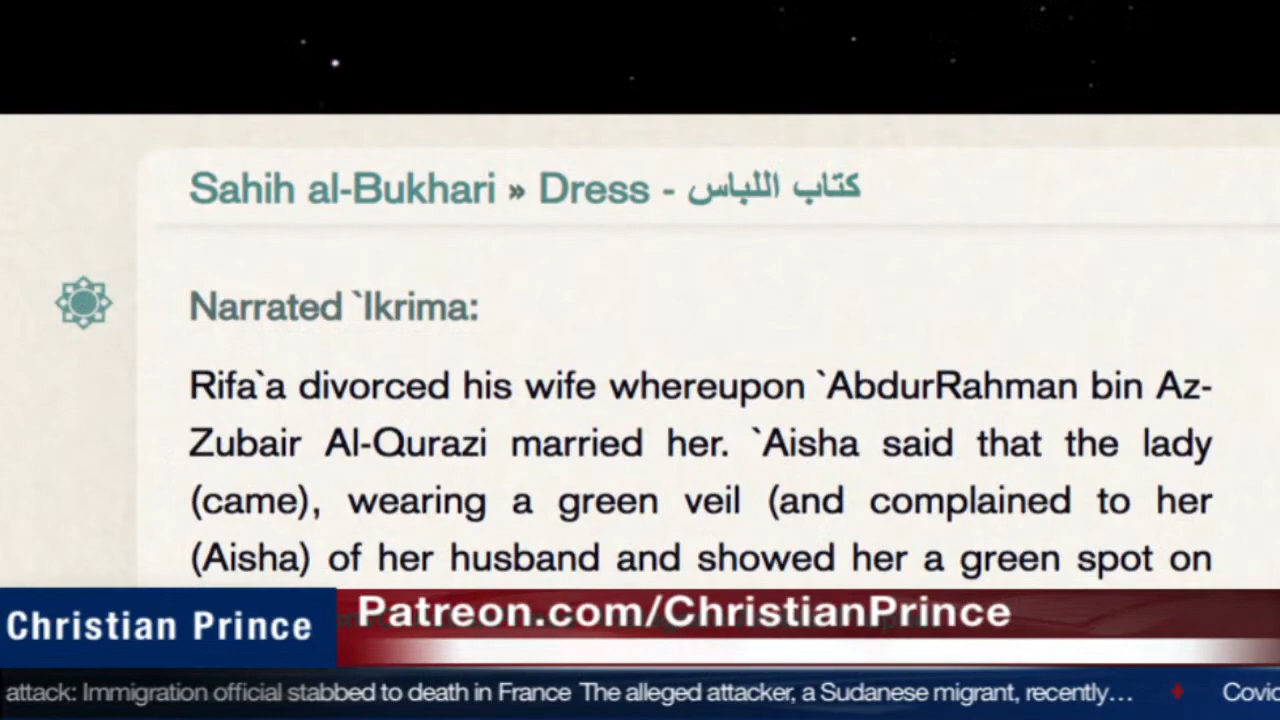 Sahih al-Bukhari » Dress - كتاب اللباس
Narrated `Ikrima:
Rifa`a divorced his wife whereupon `AbdurRahman bin Az-
Zubair Al-Qurazi married her. `Aisha said that the lady
(came), wearing a green veil (and complained to her
(Aisha) of her husband and showed her a green spot on
Christian Prince
Patreon.com/ChristianPrince
attack: Immigration official stabbed to death in France The alleged attacker, a Sudanese migrant, recently… Covid